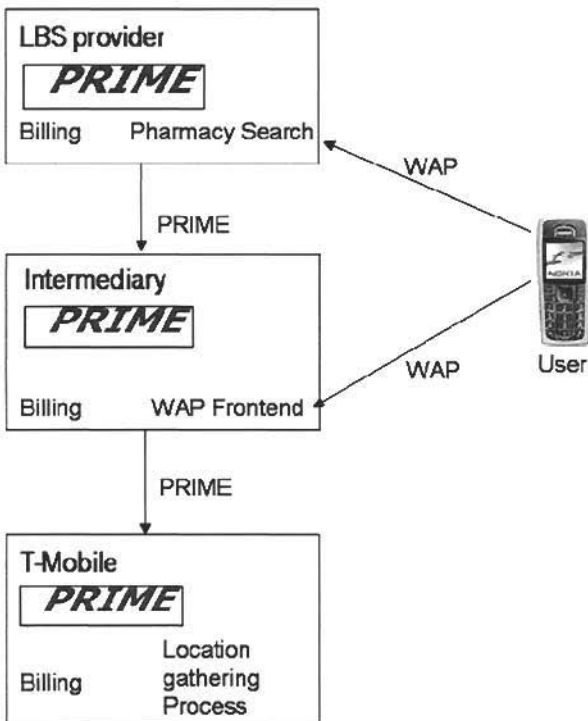 LBS provider
PRIME
Billing Pharmacy Search
WAP
PRIME
Intermediary
PRIME
NOKIA
User
WAP
Billing WAP Frontend
PRIME
T-Mobile
PRIME
Location
gathering
Billing
Process